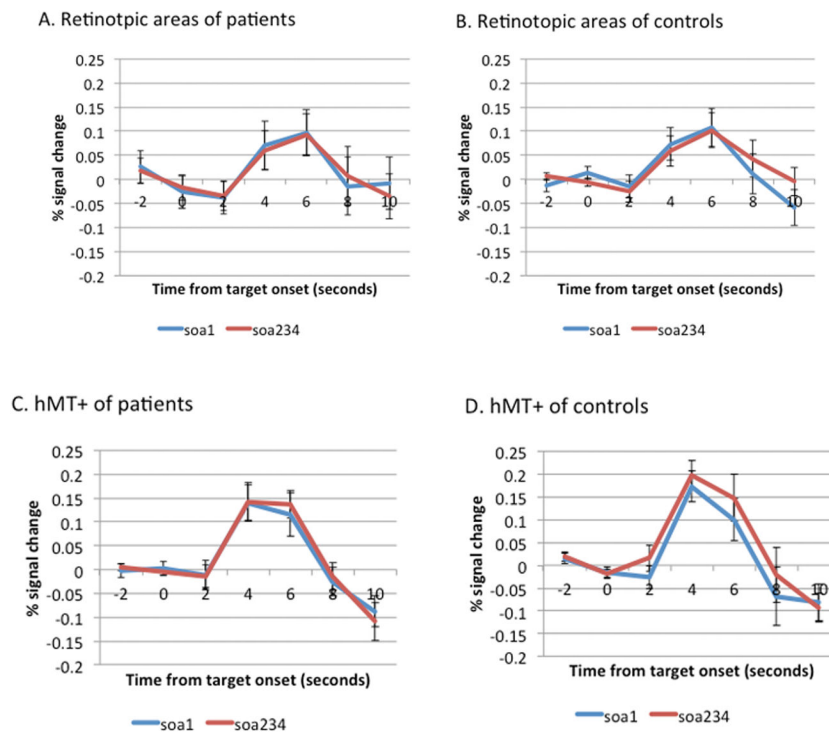 A. Retinotpic areas of patients
0.25
0.2
0.15
0.1
0.05
0
-0.05
-0.1
-0.15
-0.2
-2 0 2 4 6 8 10
% signal change
Time from target onset (seconds)
soa1 soa234
B. Retinotopic areas of controls
0.25
0.2
0.15
0.1
0.05
0
-0.05
-0.1
-0.15
-0.2
-2 0 2 4 6 8 10
% signal change
Time from target onset (seconds)
soa1 soa234
C. hMT+ of patients
0.25
0.2
0.15
0.1
0.05
0
-0.05
-0.1
-0.15
-0.2
-2 0 2 4 6 8 10
% signal change
Time from target onset (seconds)
soa1 soa234
D. hMT+ of controls
0.25
0.2
0.15
0.1
0.05
0
-0.05
-0.1
-0.15
-0.2
-2 0 2 4 6 8 10
% signal change
Time from target onset (seconds)
soa1 soa234